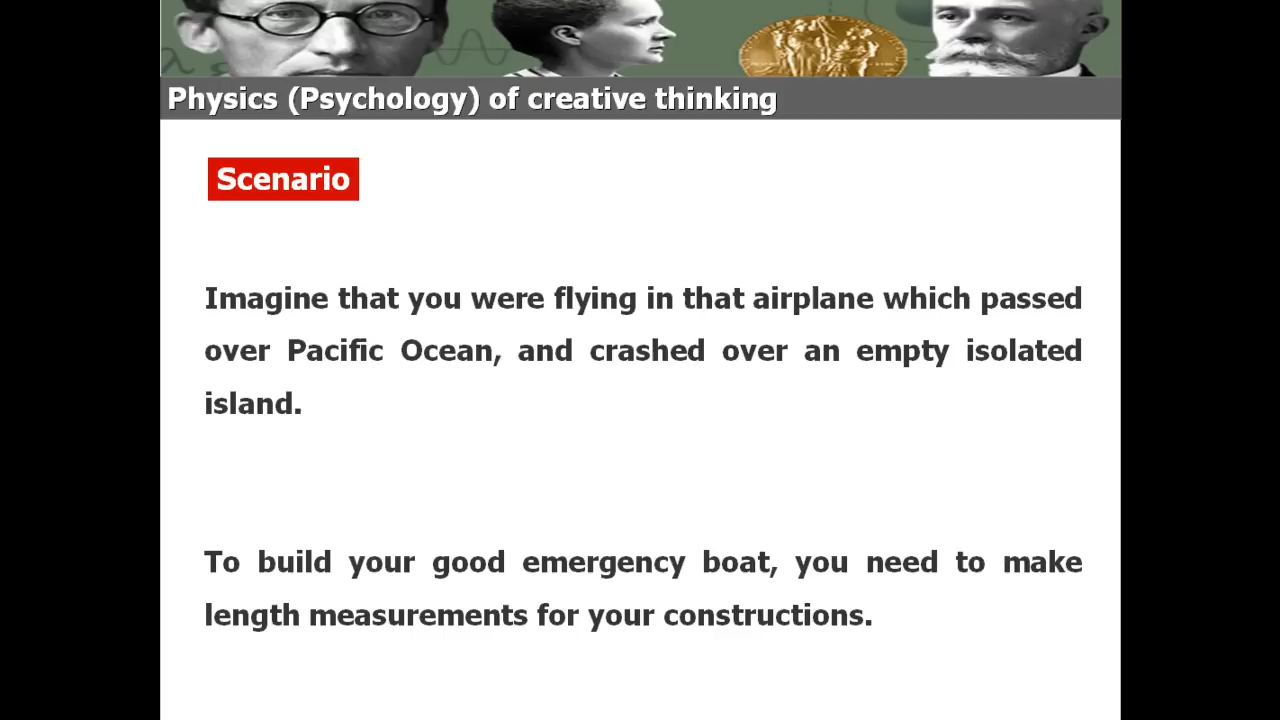 Physics (Psychology) of creative thinking
Scenario
Imagine that you were flying in that airplane which passed
over Pacific Ocean, and crashed over an empty isolated
island.
To build your good emergency boat, you need to make
length measurements for your constructions.